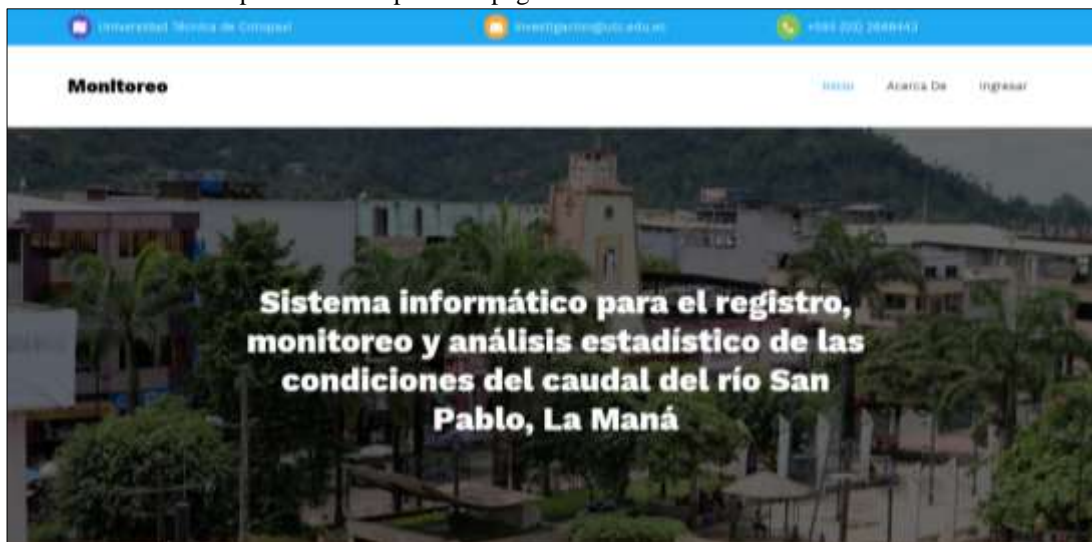 Universidad Técnica de Cotopaxi
Monitoreo
Inicio Acerca De Ingresar
Sistema informático para el registro,
monitoreo y análisis estadístico de las
condiciones del caudal del río San
Pablo, La Maná